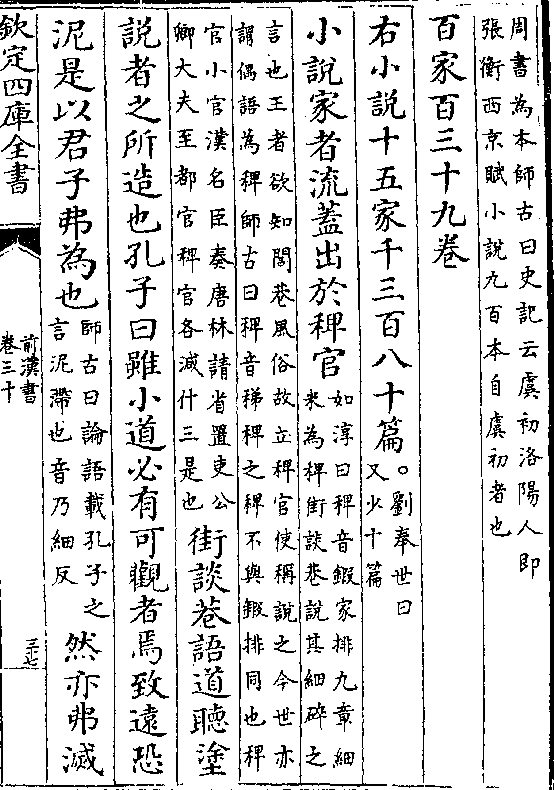 周書為本師古曰史記云虞初洛陽人即
張衡西京賦小說九百本自虞初者也
百家百三十九卷
右小說十五家千三百八十篇。劉奉世曰
又少十篇
小說家者流蓋出於稗官如淳曰稗音鍜家排九章細
米為稗街談巷說其細碎之
言也王者欲知閭巷風俗故立稗官使稱說之今世亦
謂偶語為稗師古曰稗音稊稗之稗不與鍜排同也稗
官小官漢名臣奏唐林請省置吏公
卿大夫至都官稗官各减什三是也街談巷語道聽塗
說者之所造也孔子曰雖小道必有可觀者焉致遠恐
泥是以君子弗為也師古曰論語載孔子之
言泥滯也音乃細反然亦弗滅
欽定四庫全書
前漢書
卷三十
三十七